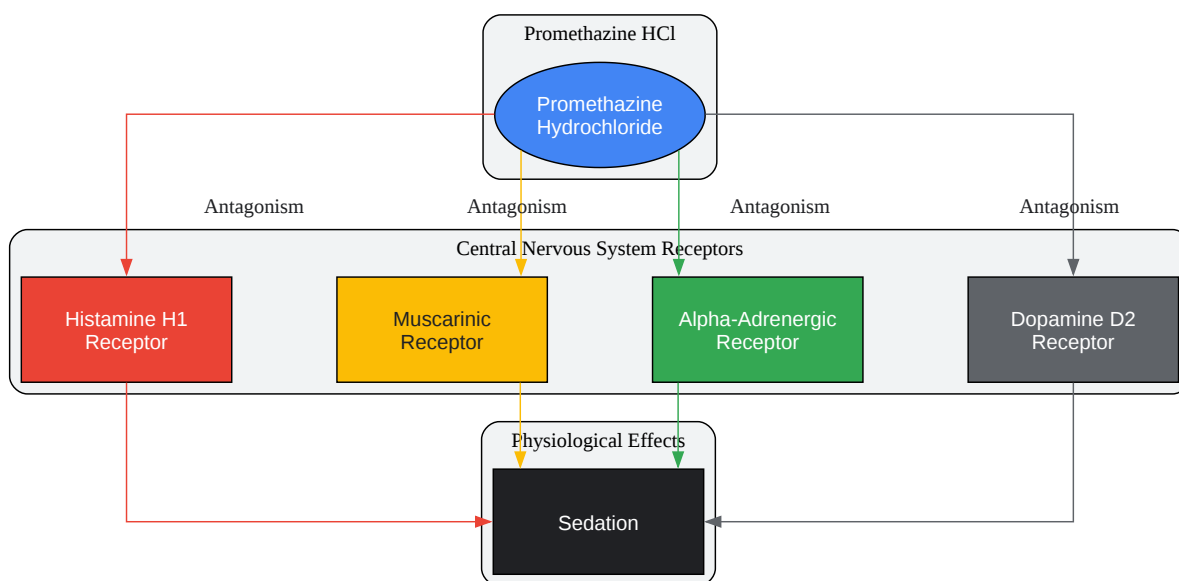 Promethazine HCl
Promethazine
Hydrochloride
Antagonism
Antagonism
Antagonism
Antagonism
Central Nervous System Receptors
Histamine H1
Receptor
Muscarinic
Receptor
Alpha-Adrenergic
Receptor
Dopamine D2
Receptor
Physiological Effects
Sedation